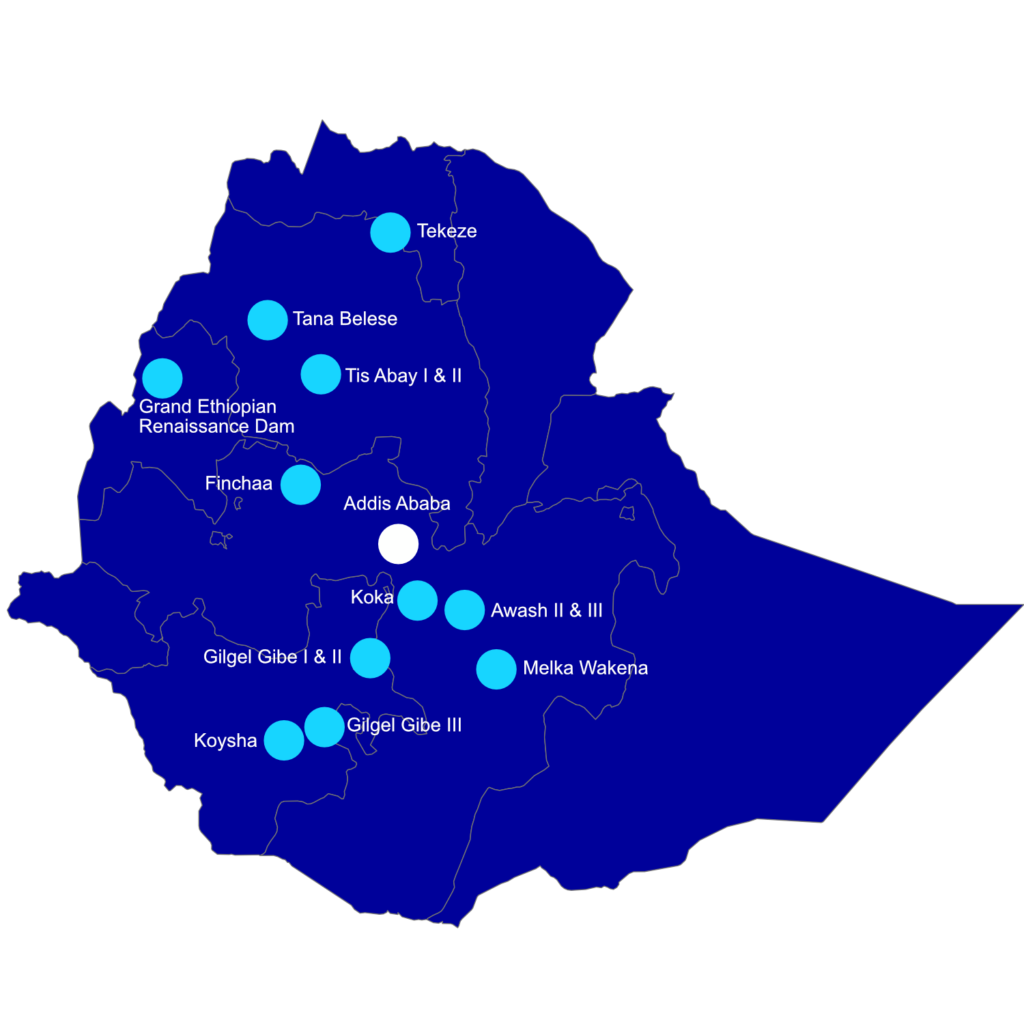 Tekeze
Tana Belese
Tis Abay I & II
Grand Ethiopian
Renaissance Dam
Finchaa
Addis Ababa
Koka
Awash II & III
Gilgel Gibe I & II
Melka Wakena
Gilgel Gibe III
Koysha